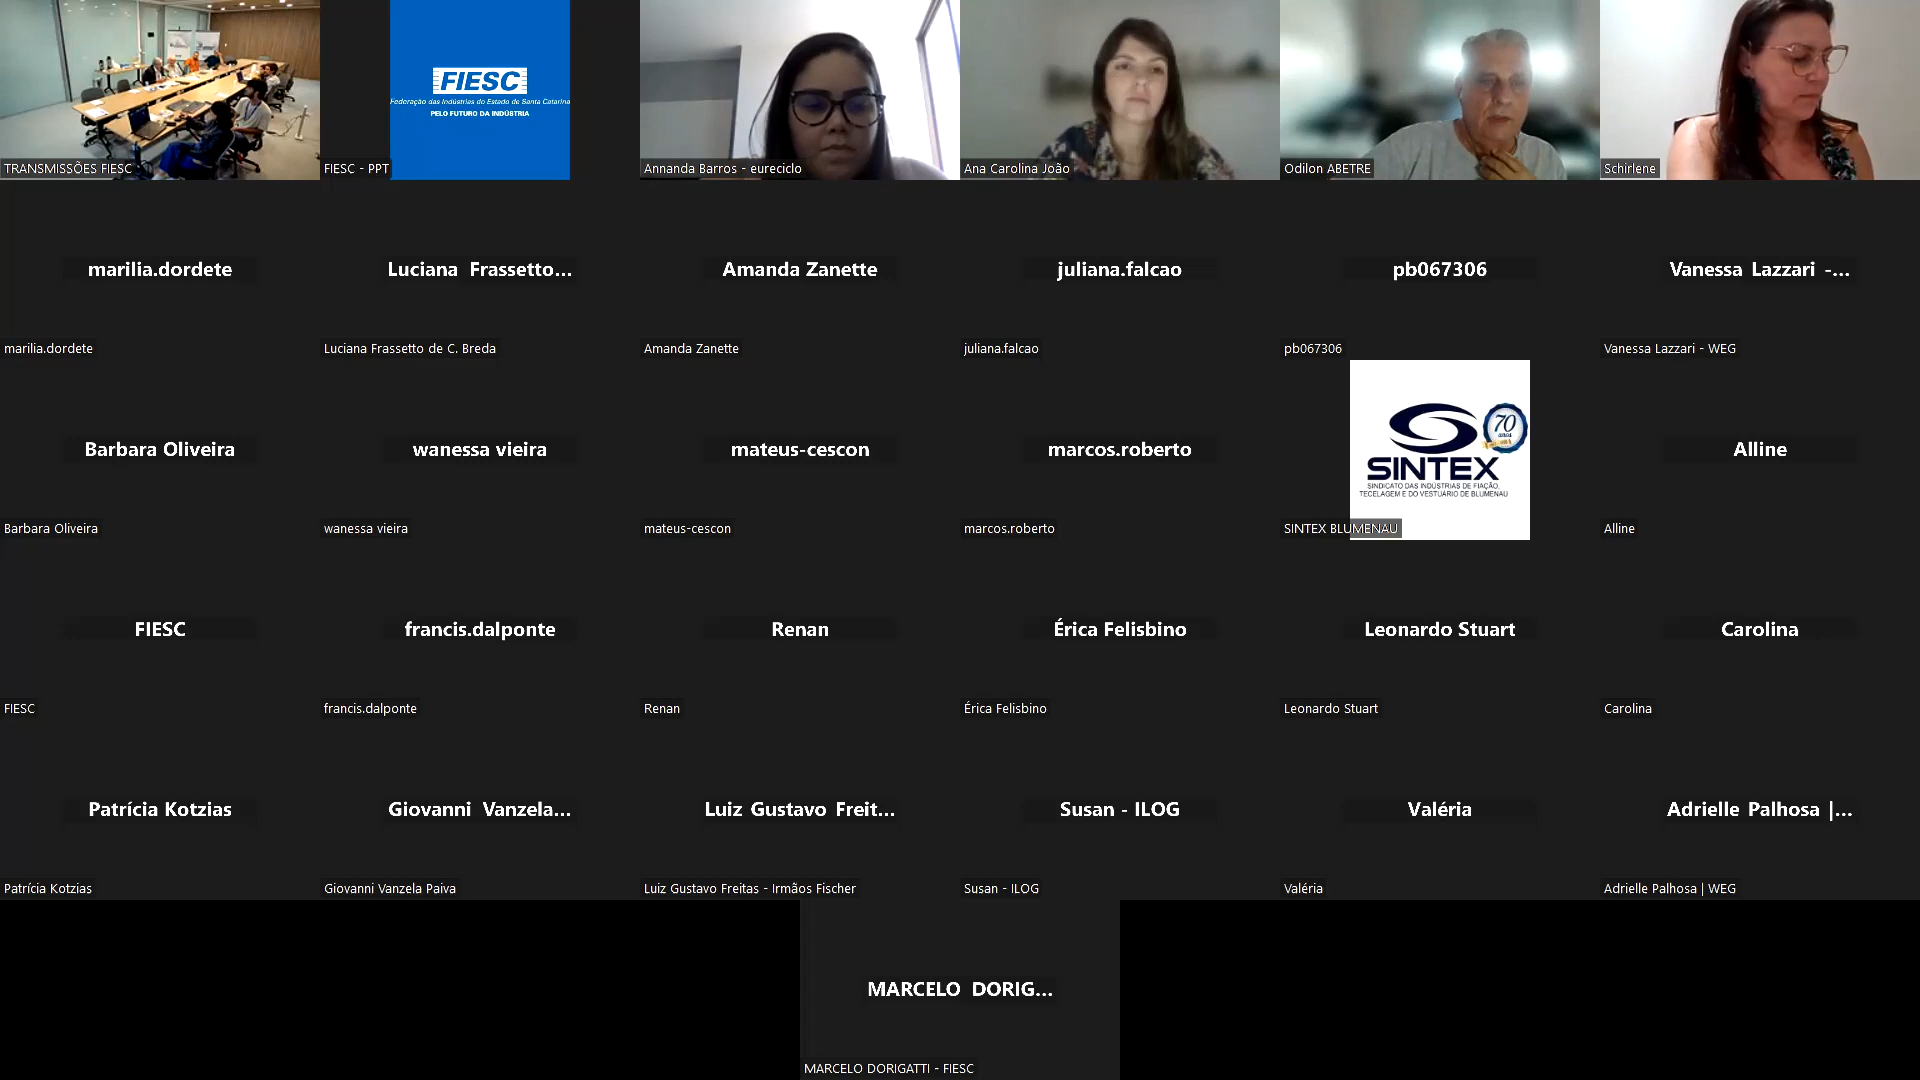 FIESC
Federação das Indústrias do Estado de Santa Catarina
PELO FUTURO DA INDÚSTRIA
TRANSMISSÕES FIESC
FIESC - PPT
Annanda Barros - eureciclo
Ana Carolina João
Odilon ABETRE
Schirlene
marilia.dordete
Luciana Frassetto...
Amanda Zanette
juliana.falcao
pb067306
Vanessa Lazzari -...
marilia.dordete
Luciana Frassetto de C. Breda
Amanda Zanette
juliana.falcao
pb067306
Vanessa Lazzari - WEG
Barbara Oliveira
wanessa vieira
mateus-cescon
marcos.roberto
70
anos
SINTEX
SINDICATO DAS INDÚSTRIAS DE FIAÇÃO,
TECELAGEM E DO VESTUÁRIO DE BLUMENAU
Alline
Barbara Oliveira
wanessa vieira
mateus-cescon
marcos.roberto
SINTEX BLUMENAU
Alline
FIESC
francis.dalponte
Renan
Érica Felisbino
Leonardo Stuart
Carolina
FIESC
francis.dalponte
Renan
Érica Felisbino
Leonardo Stuart
Carolina
Patrícia Kotzias
Giovanni Vanzela...
Luiz Gustavo Freit...
Susan - ILOG
Valéria
Adrielle Palhosa |...
Patrícia Kotzias
Giovanni Vanzela Paiva
Luiz Gustavo Freitas - Irmãos Fischer
Susan - ILOG
Valéria
Adrielle Palhosa | WEG
MARCELO DORIG...
MARCELO DORIGATTI - FIESC